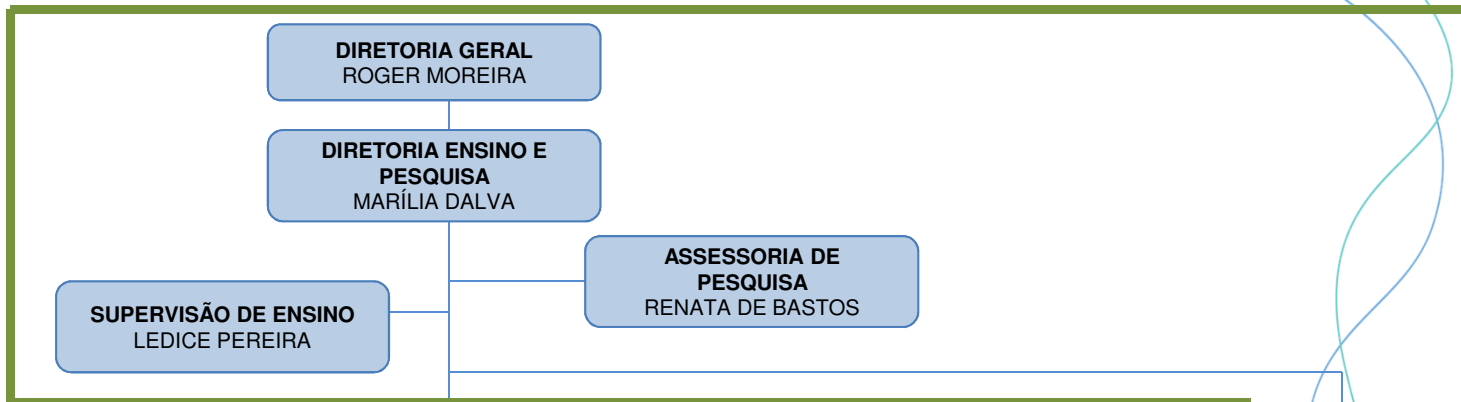 DIRETORIA GERAL
ROGER MOREIRA
DIRETORIA ENSINO E
PESQUISA
MARÍLIA DALVA
ASSESSORIA DE
PESQUISA
RENATA DE BASTOS
SUPERVISÃO DE ENSINO
LEDICE PEREIRA